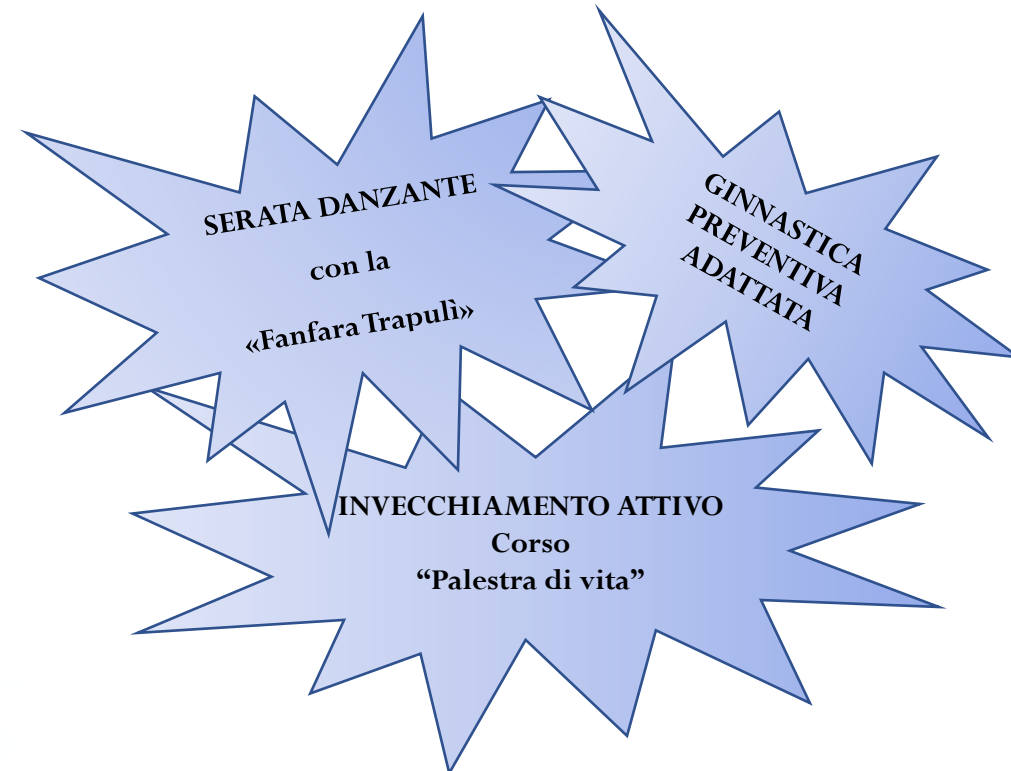 SERATA DANZANTE
con la
«Fanfara Trapulì»
GINNASTICA
PREVENTIVA
ADATTATA
INVECCHIAMENTO ATTIVO
Corso
“Palestra di vita”